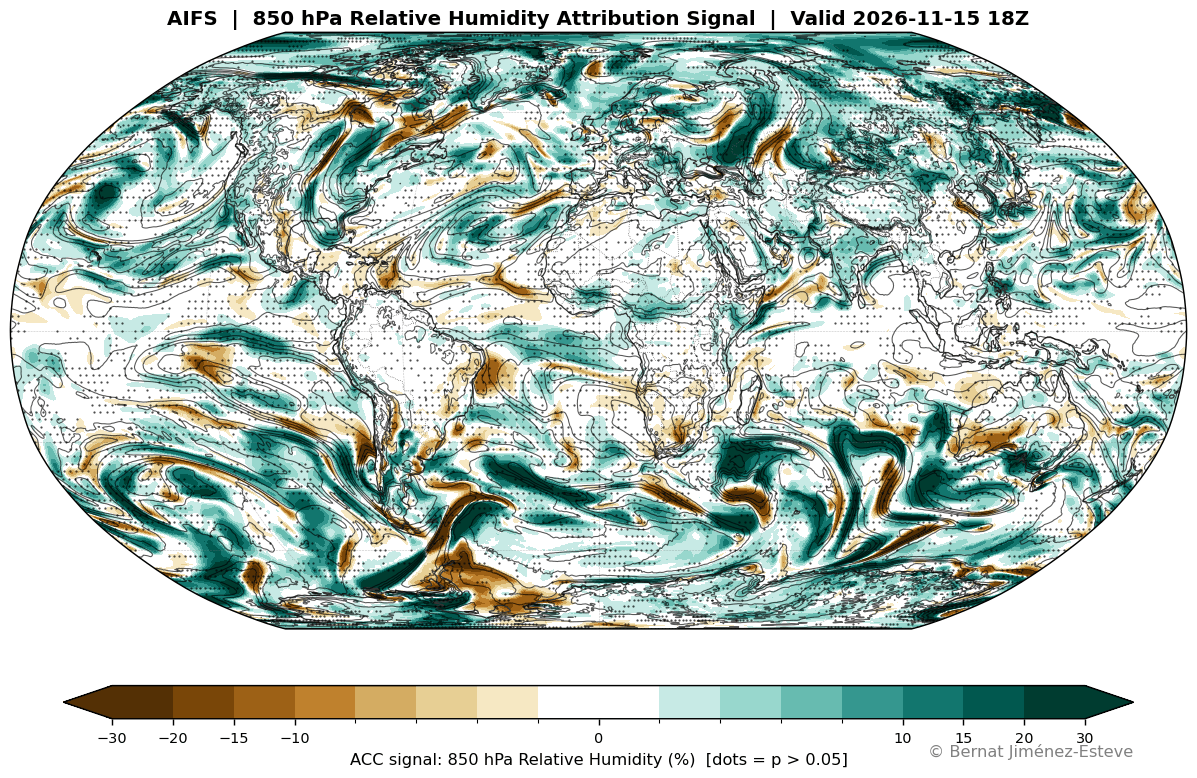 AIFS | 850 hPa Relative Humidity Attribution Signal | Valid 2026-11-15 18Z
−30 −20 −15 −10 0 10 15 20 30
ACC signal: 850 hPa Relative Humidity (%) [dots = p > 0.05]
© Bernat Jiménez-Esteve